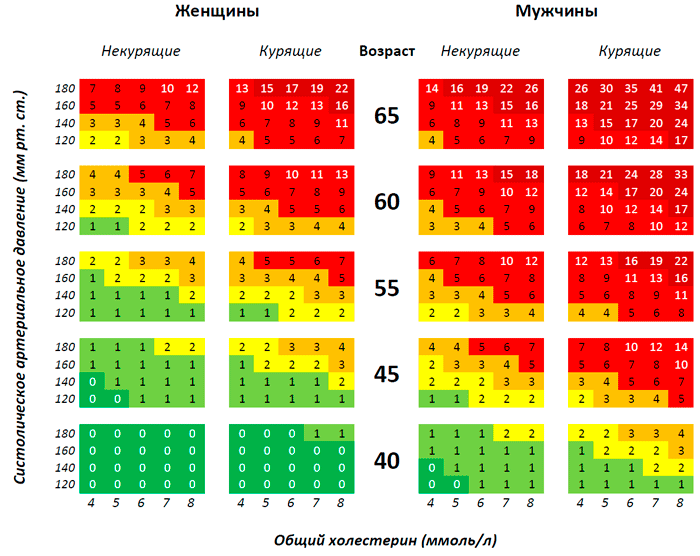 Женщины Мужчины
Некурящие Курящие Возраст Некурящие Курящие
Систолическое артериальное давление (мм рт. ст.)
180 7 8 9 10 12 13 15 17 19 22 14 16 19 22 26 26 30 35 41 47
160 5 5 6 7 8 9 10 12 13 16 9 11 13 15 16 18 21 25 29 34
65
140 3 3 4 5 6 6 7 8 9 11 6 8 9 11 13 13 15 17 20 24
120 2 2 3 3 4 4 5 5 6 7 4 5 6 7 9 9 10 12 14 17
180 4 4 5 6 7 8 9 10 11 13 9 11 13 15 18 18 21 24 28 33
160 3 3 3 4 5 5 6 7 8 9 6 7 9 10 12 12 14 17 20 24
60
140 2 2 2 3 3 3 4 5 5 6 4 5 6 7 9 8 10 12 14 17
120 1 1 2 2 2 2 3 3 4 4 3 3 4 5 6 6 7 8 10 12
180 2 2 3 3 4 4 5 5 6 7 6 7 8 10 12 12 13 16 19 22
160 1 2 2 2 3 3 3 4 4 5 4 5 6 7 8 8 9 11 13 16
55
140 1 1 1 1 2 2 2 2 3 3 3 3 4 5 6 5 6 8 9 11
120 1 1 1 1 1 1 1 2 2 2 2 2 3 3 4 4 4 5 6 8
180 1 1 1 2 2 2 2 3 3 4 4 4 5 6 7 7 8 10 12 14
160 1 1 1 1 1 1 2 2 2 3 2 3 3 4 5 5 6 7 8 10
45
140 0 1 1 1 1 1 1 1 1 2 2 2 2 3 3 3 4 5 6 7
120 0 0 1 1 1 1 1 1 1 1 1 1 2 2 2 2 3 3 4 5
180 0 0 0 0 0 0 0 0 1 1 1 1 1 2 2 2 2 3 3 4
160 0 0 0 0 0 0 0 0 0 0 1 1 1 1 1 1 2 2 2 3
40
140 0 0 0 0 0 0 0 0 0 0 0 1 1 1 1 1 1 1 2 2
120 0 0 0 0 0 0 0 0 0 0 0 0 1 1 1 1 1 1 1 1
4 5 6 7 8 4 5 6 7 8 4 5 6 7 8 4 5 6 7 8
Общий холестерин (ммоль/л)